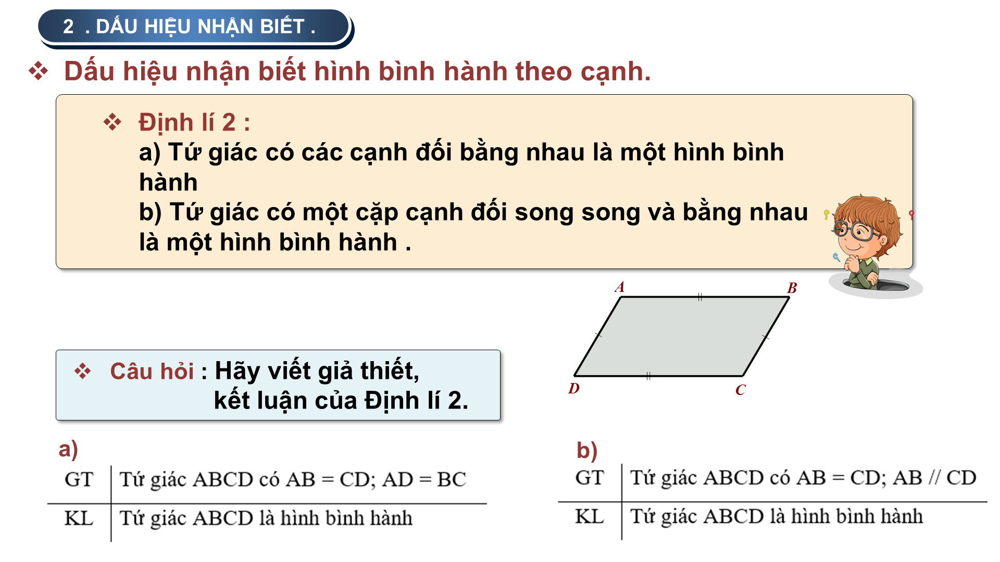 2 . DẤU HIỆU NHẬN BIẾT .
❖ Dấu hiệu nhận biết hình bình hành theo cạnh.
❖ Định lí 2 :
a) Tứ giác có các cạnh đối bằng nhau là một hình bình
hành
b) Tứ giác có một cặp cạnh đối song song và bằng nhau
là một hình bình hành .
? ?
?
A B
D C
❖ Câu hỏi : Hãy viết giả thiết,
kết luận của Định lí 2.
a)
GT Tứ giác ABCD có AB = CD; AD = BC
KL Tứ giác ABCD là hình bình hành
b)
GT Tứ giác ABCD có AB = CD; AB // CD
KL Tứ giác ABCD là hình bình hành